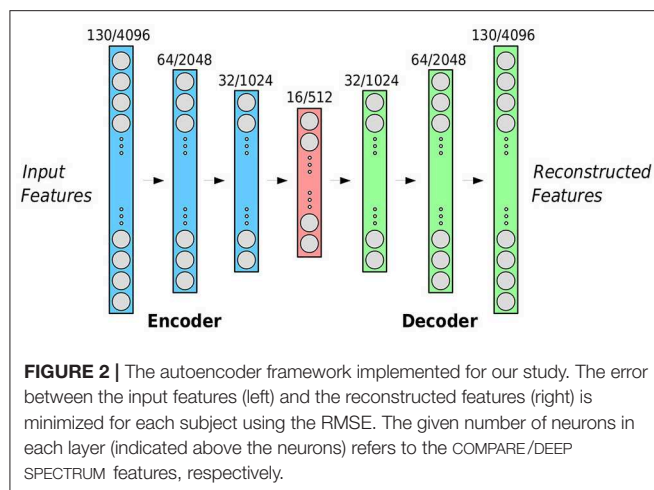 130/4096
64/2048
32/1024
16/512
32/1024
64/2048
130/4096
Input
Features
Reconstructed
Features
Encoder
Decoder
FIGURE 2 | The autoencoder framework implemented for our study. The error
between the input features (left) and the reconstructed features (right) is
minimized for each subject using the RMSE. The given number of neurons in
each layer (indicated above the neurons) refers to the COMPARE/DEEP
SPECTRUM features, respectively.